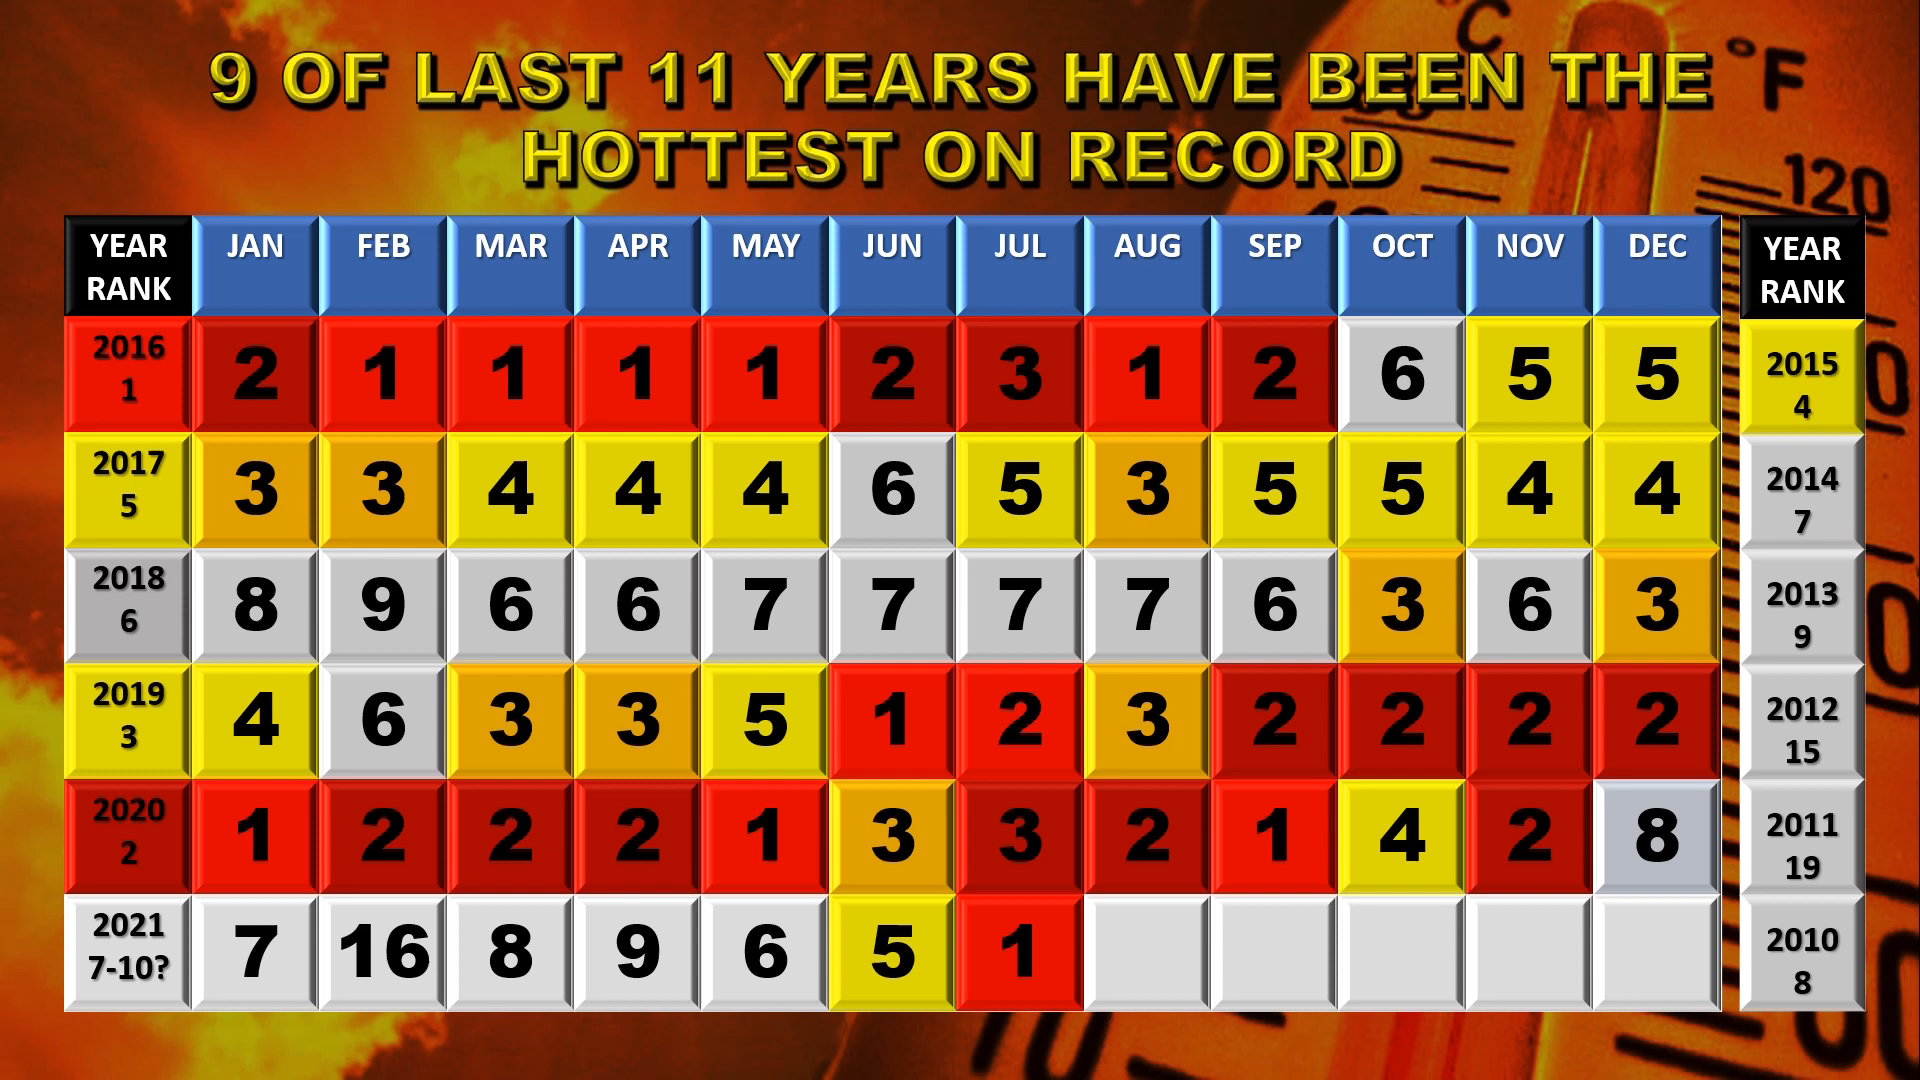 9 OF LAST 11 YEARS HAVE BEEN THE
HOTTEST ON RECORD
°C
°F
120
YEAR RANK JAN FEB MAR APR MAY JUN JUL AUG SEP OCT NOV DEC YEAR RANK
2016 1 2 1 1 1 1 2 3 1 2 6 5 5 2015 4
2017 5 3 3 4 4 4 6 5 3 5 5 4 4 2014 7
2018 6 8 9 6 6 7 7 7 7 6 3 6 3 2013 9
2019 3 4 6 3 3 5 1 2 3 2 2 2 2 2012 15
2020 2 1 2 2 2 1 3 3 2 1 4 2 8 2011 19
2021 7-10? 7 16 8 9 6 5 1 2010 8